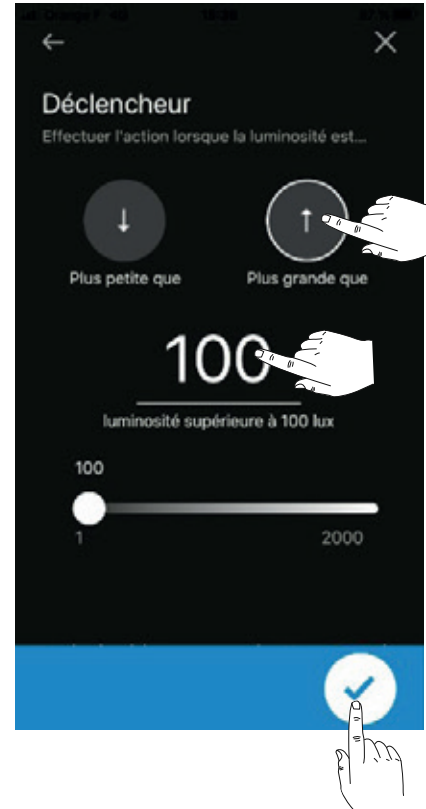 Déclencheur
Effectuer l'action lorsque la luminosité est...
Plus petite que
Plus grande que
100
luminosité supérieure à 100 lux
100
1
2000